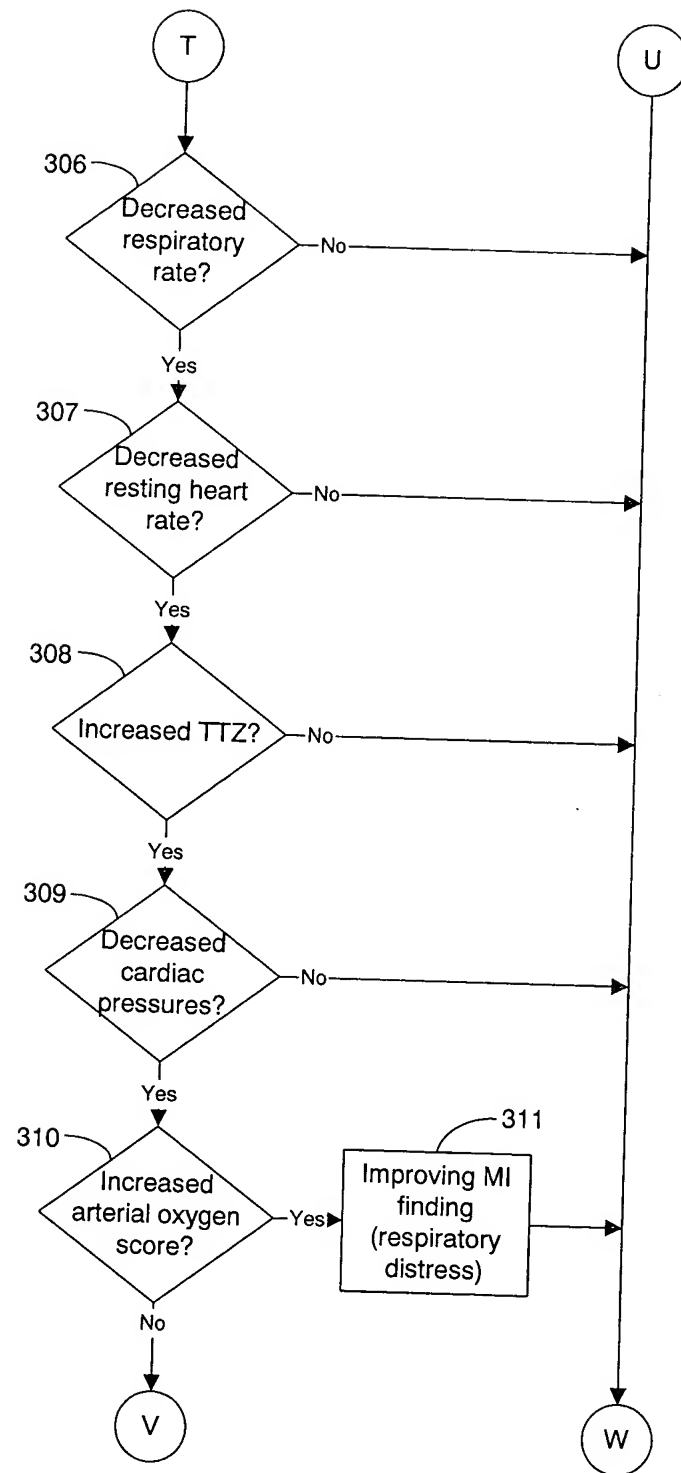 T
U
306
Decreased
respiratory
rate?
No
Yes
307
Decreased
resting heart
rate?
No
Yes
308
Increased TTZ?
No
Yes
309
Decreased
cardiac
pressures?
No
Yes
310
Increased
arterial oxygen
score?
Yes
311
Improving MI
finding
(respiratory
distress)
No
V
W